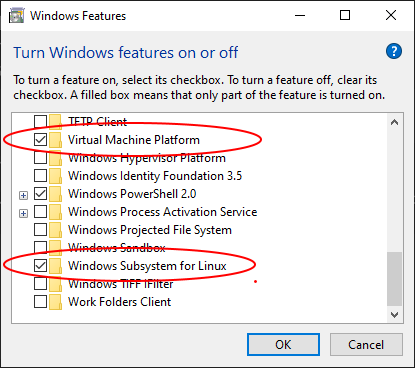 Windows Features
Turn Windows features on or off
To turn a feature on, select its checkbox. To turn a feature off, clear its
checkbox. A filled box means that only part of the feature is turned on.
TFTP Client
Virtual Machine Platform
Windows Hypervisor Platform
Windows Identity Foundation 3.5
Windows PowerShell 2.0
Windows Process Activation Service
Windows Projected File System
Windows Sandbox
Windows Subsystem for Linux
Windows TIFF IFilter
Work Folders Client
OK
Cancel